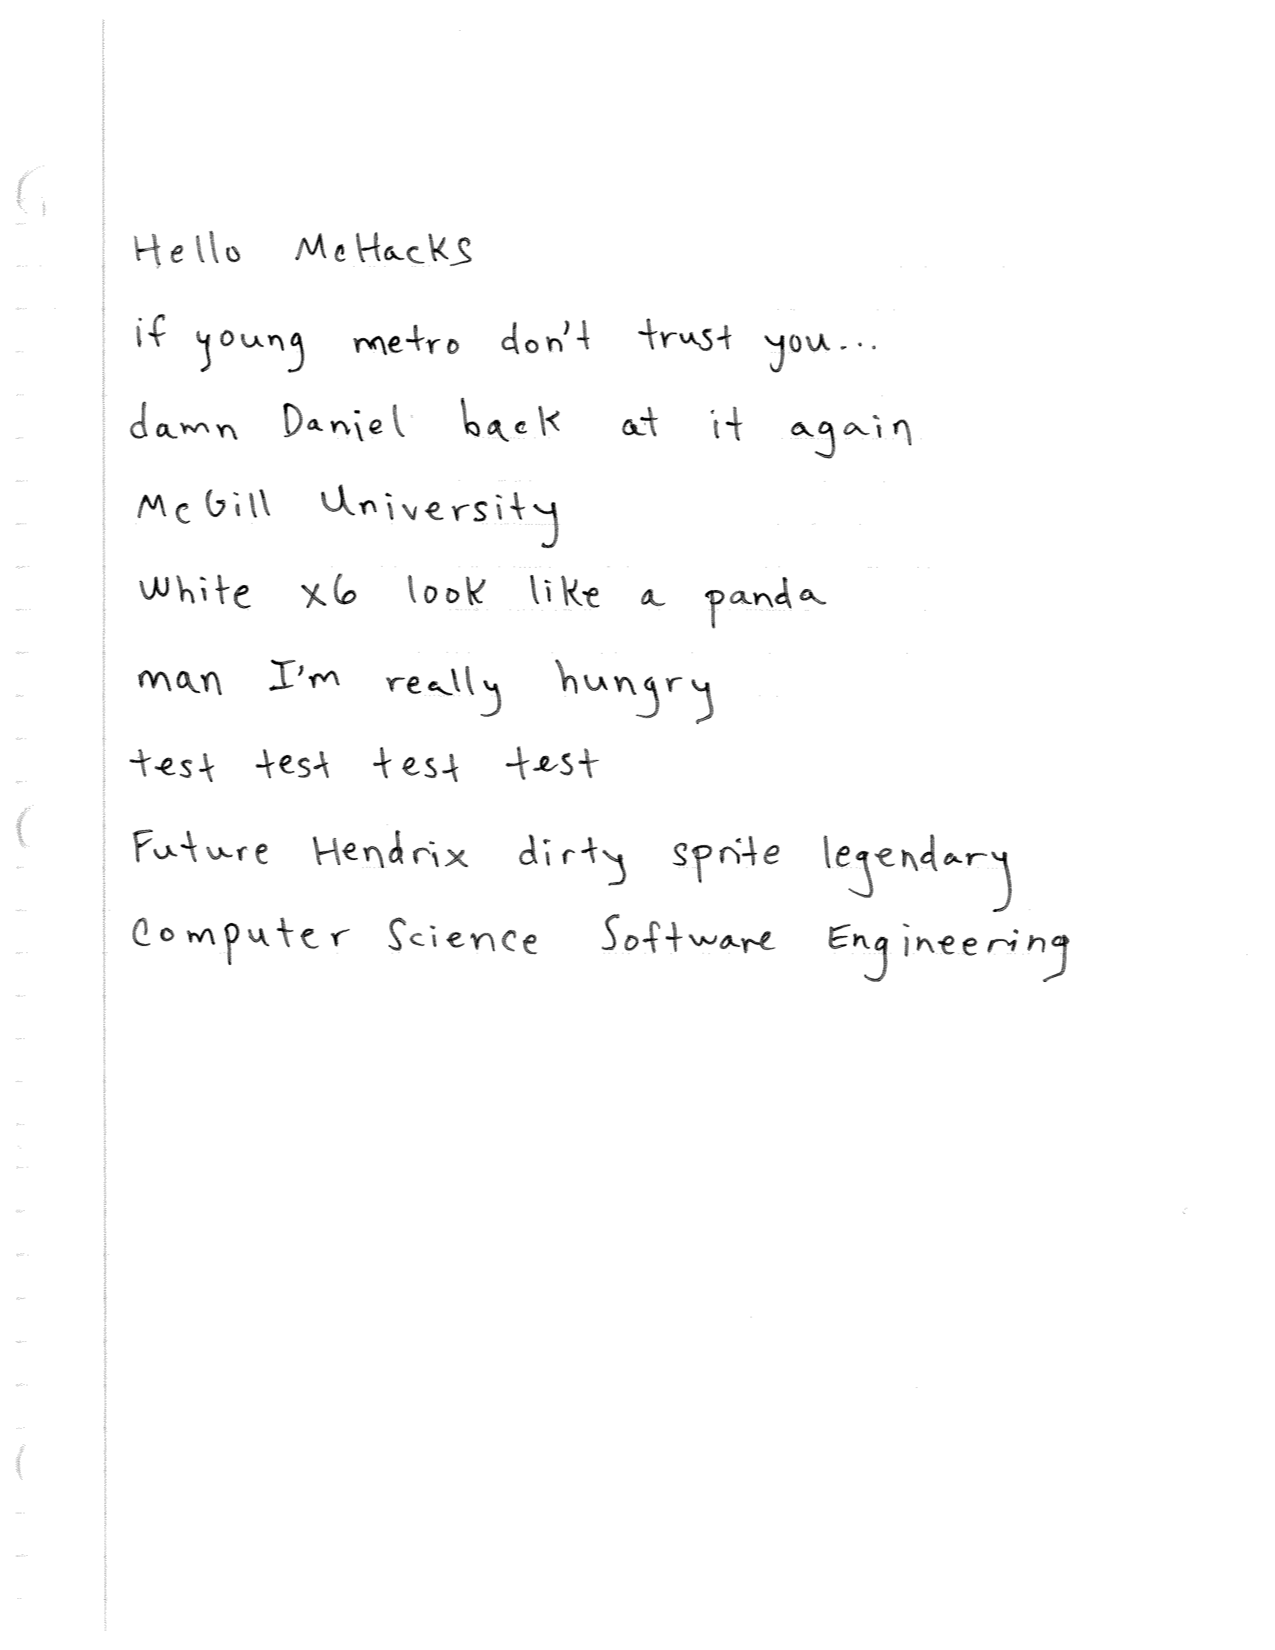 Hello McHacks
if young metro don't trust you...
damn Daniel back at it again
McGill University
White x6 look like a panda
man I'm really hungry
test test test test
Future Hendrix dirty sprite legendary
Computer Science Software Engineering